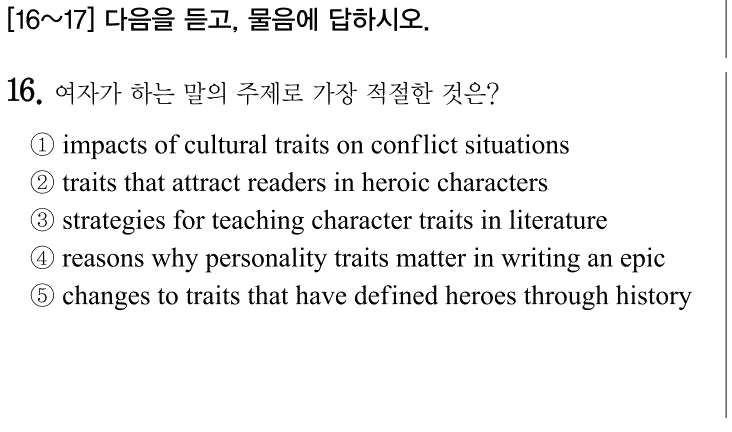 [16～17] 다음을 듣고, 물음에 답하시오.
16. 여자가 하는 말의 주제로 가장 적절한 것은?
① impacts of cultural traits on conflict situations
② traits that attract readers in heroic characters
③ strategies for teaching character traits in literature
④ reasons why personality traits matter in writing an epic
⑤ changes to traits that have defined heroes through history